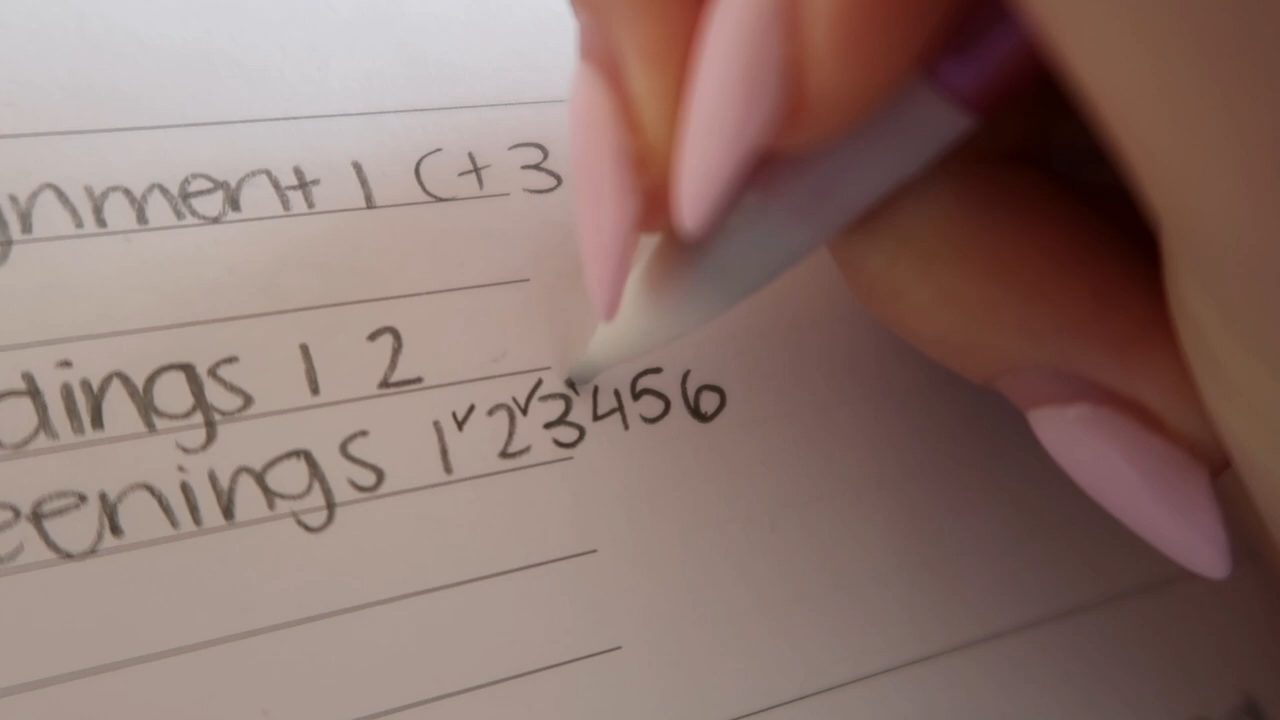 gnment 1 (+3
dings 1 2
eenings 1✓2✓3✓456